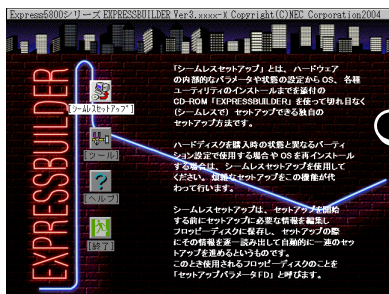 Express5800シリーズ EXPRESSBUILDER Ver3.xxxx-x Copyright(C)NEC Corporation2004
EXPRESSBUILDER
[シームレスセットアップ]
[ツール]
?
[ヘルプ]
[終了]
「シームレスセットアップ」とは、ハードウェア
の内部的なパラメータや状態の設定から OS、各種
ユーティリティのインストールまでを添付の
CD-ROM「EXPRESSBUILDER」を使って切れ目なく
(シームレスで) セットアップできる独自の
セットアップ方法です。
ハードディスクを購入時の状態と異なるパーティ
ション設定で使用する場合や OS を再インストール
する場合は、シームレスセットアップを使用して
ください。煩雑なセットアップをこの機能が代
わって行います。
シームレスセットアップは、セットアップを開始
する前にセットアップに必要な情報を編集し
フロッピーディスクに保存し、セットアップの際
にその情報を逐一読み出して自動的に一連のセッ
トアップを進めるというものです。
このとき使用されるフロッピーディスクのことを
「セットアップパラメータFD」と呼びます。